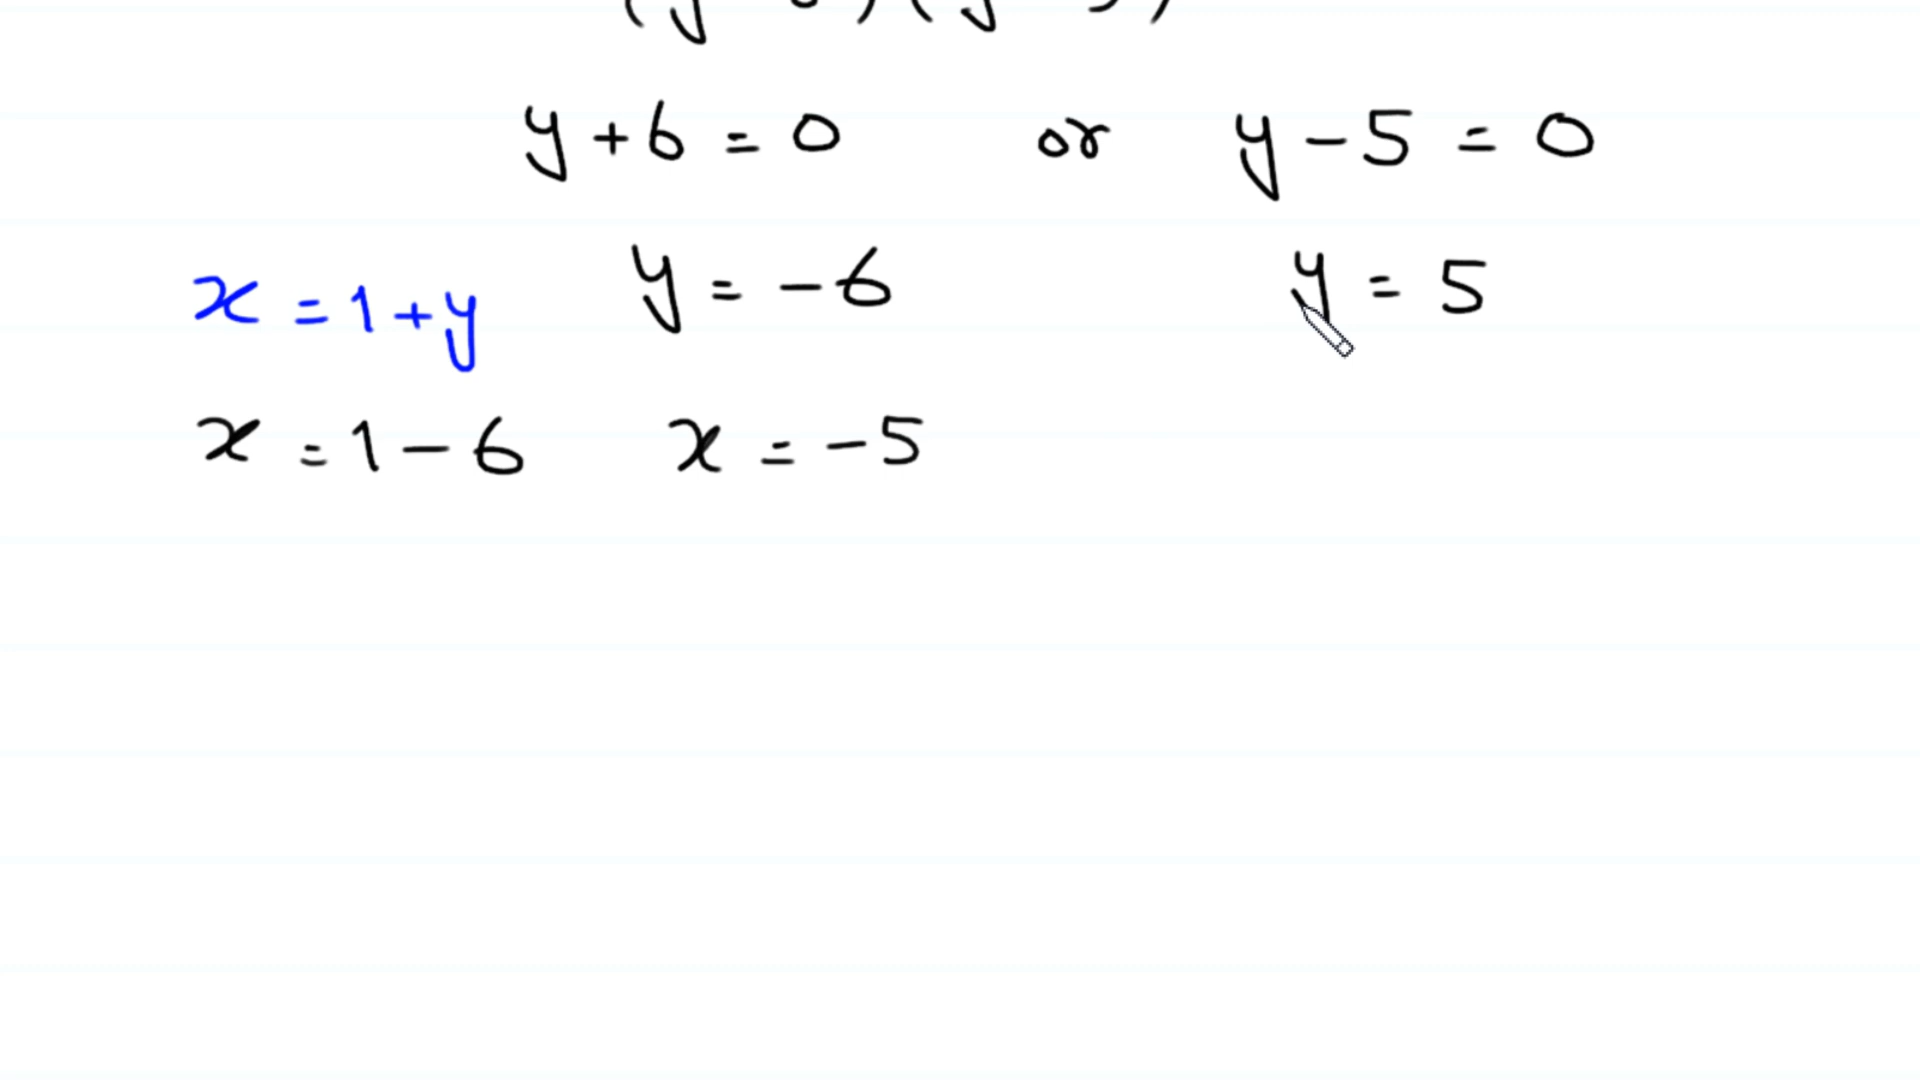 y + 6 = 0 or y - 5 = 0
x = 1 + y y = -6 y = 5
x = 1 - 6 x = -5